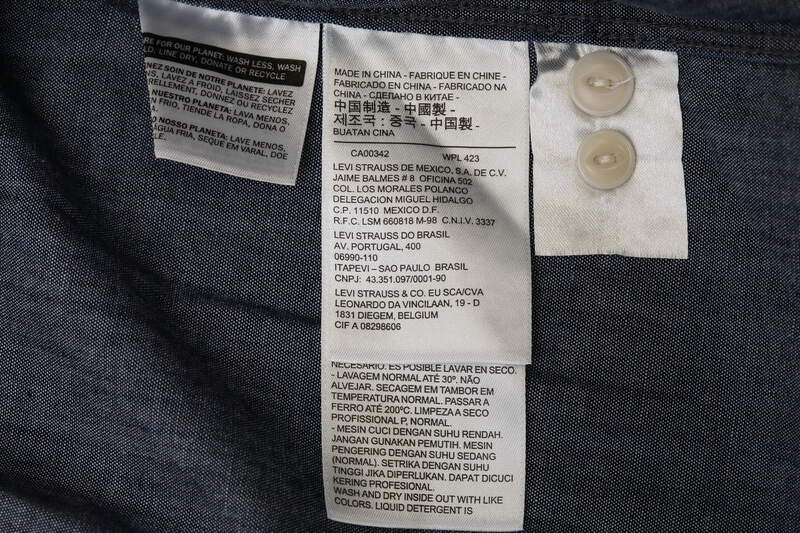 RE FOR OUR PLANET: WASH LESS, WASH
LD, LINE DRY, DONATE OR RECYCLE
NEZ SOIN DE NOTRE PLANÈTE: LAVEZ
NS, LAVEZ A FROID, LAISSEZ SECHER
RELLEMENT. DONNEZ OU RECYCLEZ
NUESTRO PLANETA: LAVA MENOS,
EN FRIO, TIENDE LA ROPA, DONA O
NOSSO PLANETA: LAVE MENOS,
AGUA FRIA, SEQUE EM VARAL, DOE
MADE IN CHINA - FABRIQUE EN CHINE -
FABRICADO EN CHINA - FABRICADO NA
CHINA - СДЕЛАНО В КИТАЕ -
中国制造 - 中國製 -
제조국 : 중국 - 中国製 -
BUATAN CINA
CA00342 WPL 423
LEVI STRAUSS DE MEXICO, S.A. DE C.V.
JAIME BALMES # 8 OFICINA 502
COL. LOS MORALES POLANCO
DELEGACION MIGUEL HIDALGO
C.P. 11510 MEXICO D.F.
R.F.C. LSM 660818 M-98 C.N.I.V. 3337
LEVI STRAUSS DO BRASIL
AV. PORTUGAL, 400
06990-110
ITAPEVI – SAO PAULO BRASIL
CNPJ: 43.351.097/0001-90
LEVI STRAUSS & CO. EU SCA/CVA
LEONARDO DA VINCILAAN, 19 - D
1831 DIEGEM, BELGIUM
CIF A 08298606
NECESARIO. ES POSIBLE LAVAR EN SECO.
- LAVAGEM NORMAL ATÉ 30º. NÃO
ALVEJAR. SECAGEM EM TAMBOR EM
TEMPERATURA NORMAL. PASSAR A
FERRO ATÉ 200ºC. LIMPEZA A SECO
PROFISSIONAL P, NORMAL.
- MESIN CUCI DENGAN SUHU RENDAH.
JANGAN GUNAKAN PEMUTIH. MESIN
PENGERING DENGAN SUHU SEDANG
(NORMAL). SETRIKA DENGAN SUHU
TINGGI JIKA DIPERLUKAN. DAPAT DICUCI
KERING PROFESIONAL.
WASH AND DRY INSIDE OUT WITH LIKE
COLORS. LIQUID DETERGENT IS